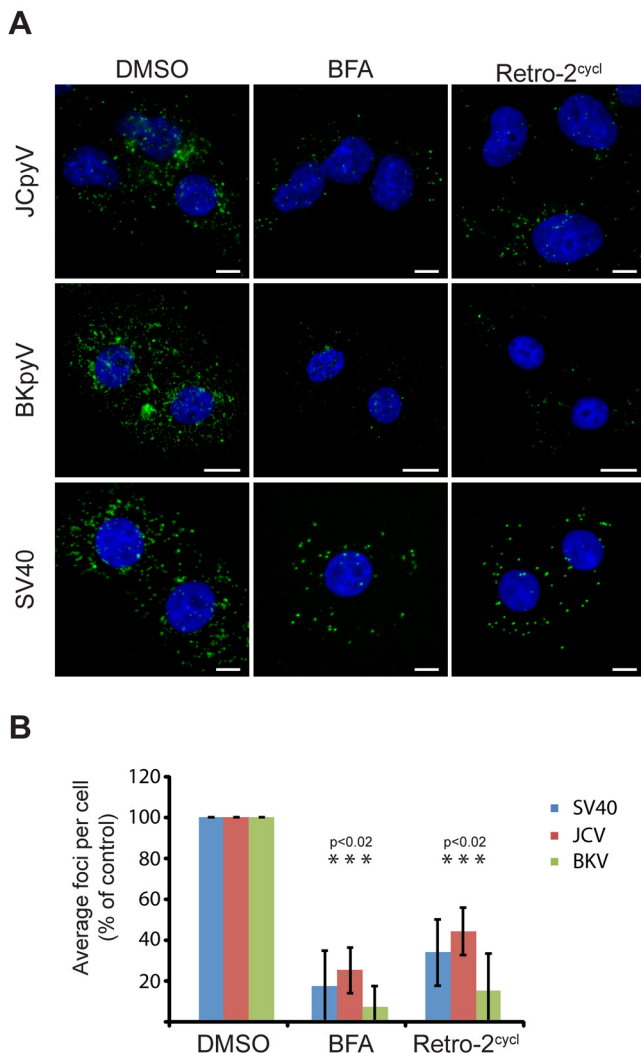 A
DMSO
BFA
Retro-2cycl
JCpyV
BKpyV
SV40
B
Average foci per cell
(% of control)
120
100
80
60
40
20
p<0.02
***
p<0.02
***
SV40
JCV
BKV
DMSO
BFA
Retro-2cycl